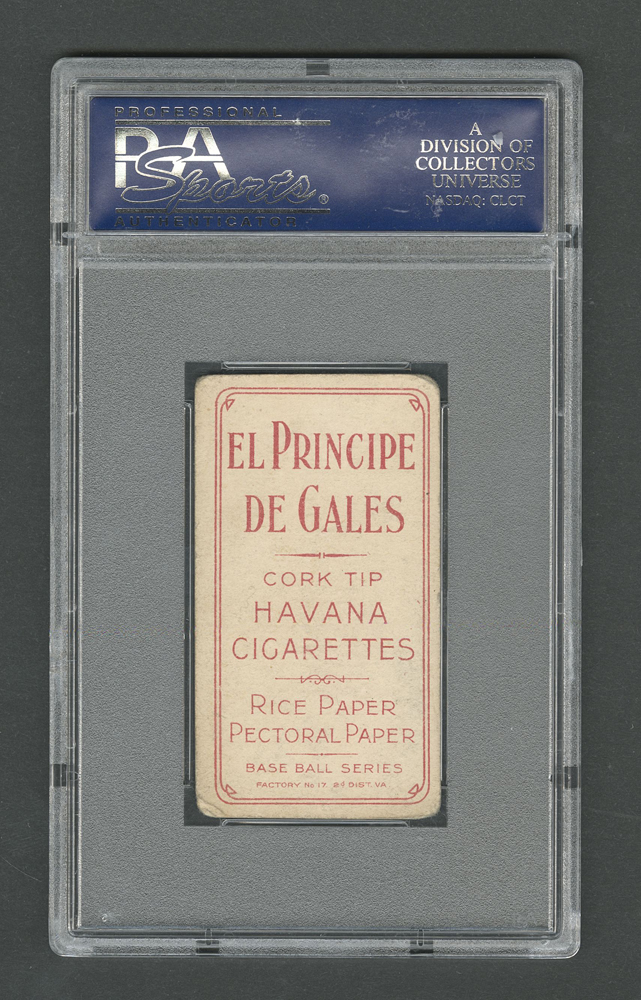 PROFESSIONAL
PSA
Sports®
AUTHENTICATOR
A
DIVISION OF
COLLECTORS
UNIVERSE
NASDAQ: CLCT
EL PRINCIPE
DE GALES
CORK TIP
HAVANA
CIGARETTES
RICE PAPER
PECTORAL PAPER
BASE BALL SERIES
FACTORY No 17. 2d DIST. VA